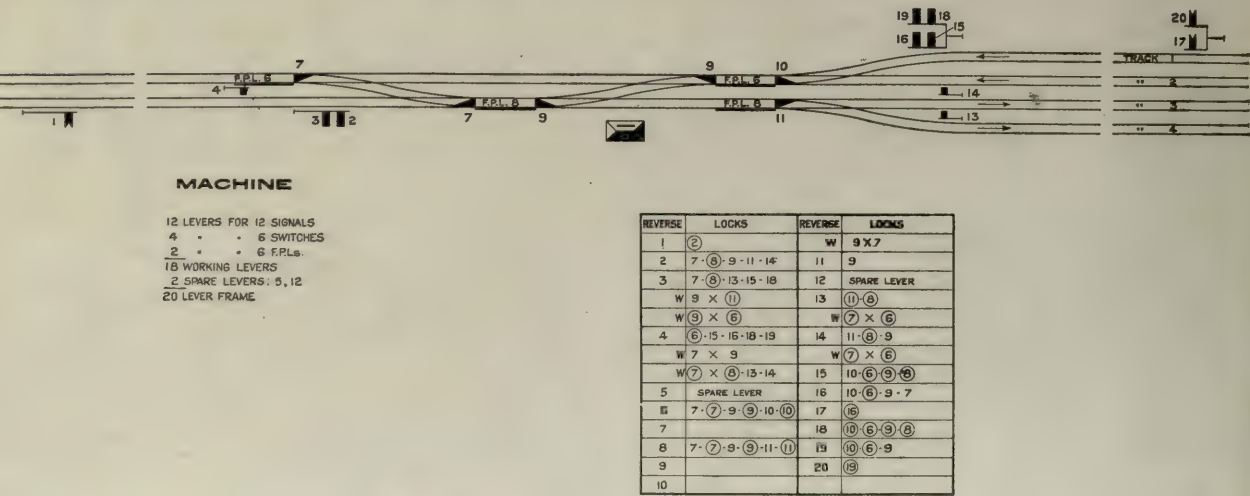 19 18
15
16
20
17
TRACK 1
" 2
" 3
" 4
7
9 10
F.P.L. 6
F.P.L. 6
4
14
F.P.L. 8
F.P.L. 8
1
3 2
7 9
11
13
MACHINE
12 LEVERS FOR 12 SIGNALS
4 " " 6 SWITCHES
2 " " 6 F.P.Ls.
18 WORKING LEVERS
2 SPARE LEVERS: 5, 12
20 LEVER FRAME
REVERSE LOCKS REVERSE LOCKS
1 ② W 9 X 7
2 7-⑧-9-11-14 11 9
3 7-⑧-13-15-18 12 SPARE LEVER
W 9 X ⑪ 13 ⑪-⑧
W ⑨ X ⑥ W ⑦ X ⑥
4 ⑥-15-16-18-19 14 11-⑧-9
W 7 X 9 W ⑦ X ⑥
W ⑦ X ⑧-13-14 15 10-⑥-⑨-⑧
5 SPARE LEVER 16 10-⑥-9-7
6 7-⑦-9-⑨-10-⑩ 17 ⑯
7 18 ⑩-⑥-⑨-⑧
8 7-⑦-9-⑨-11-⑪ 19 ⑩-⑥-9
9 20 ⑲
10